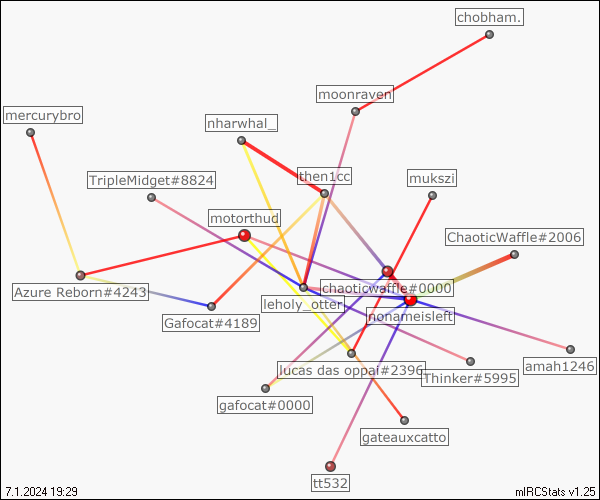 chobham.
moonraven
mercurybro
nharwhal_
then1cc
TripleMidget#8824
mukszi
motorthud
ChaoticWaffle#2006
chaoticwaffle#0000
Azure Reborn#4243
leholy_otter
Gafocat#4189
nonameisleft
amah1246
lucas das oppai#2396
Thinker#5995
gafocat#0000
gateauxcatto
tt532
7.1.2024 19:29
mIRCStats v1.25